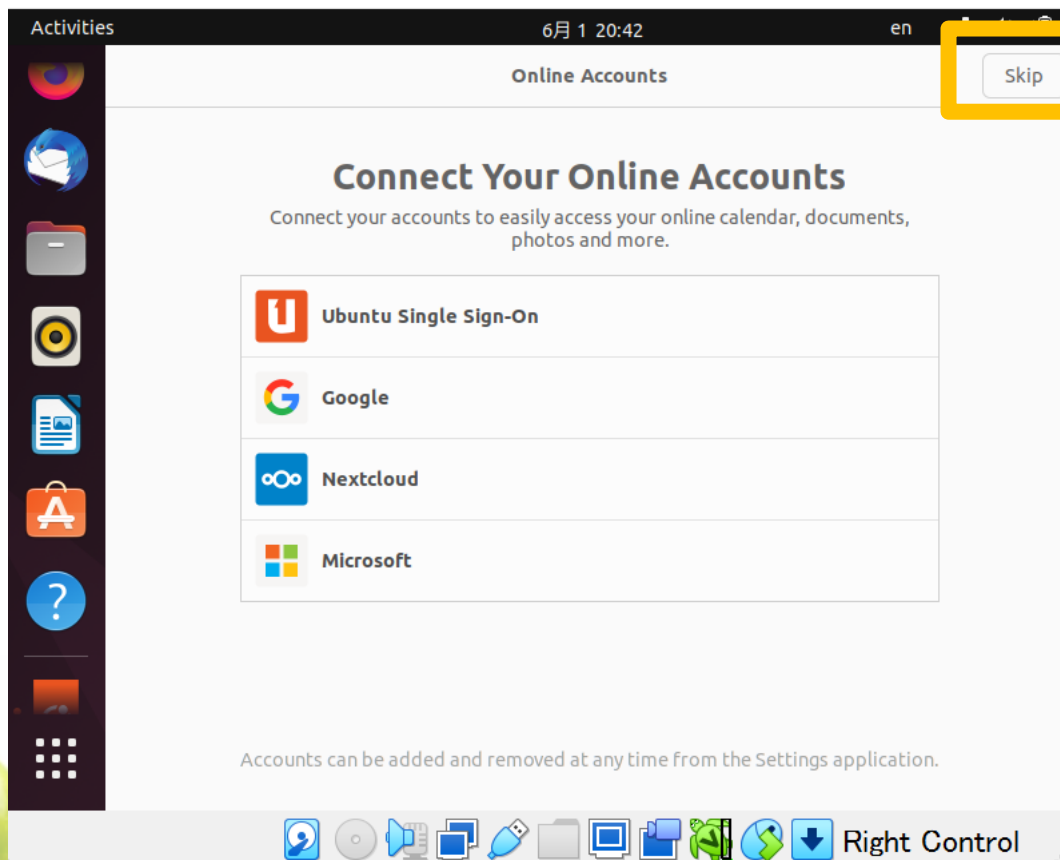 Activities 6月 1 20:42 en
Online Accounts Skip
Connect Your Online Accounts
Connect your accounts to easily access your online calendar, documents,
photos and more.
Ubuntu Single Sign-On
Google
Nextcloud
Microsoft
Accounts can be added and removed at any time from the Settings application.
Right Control